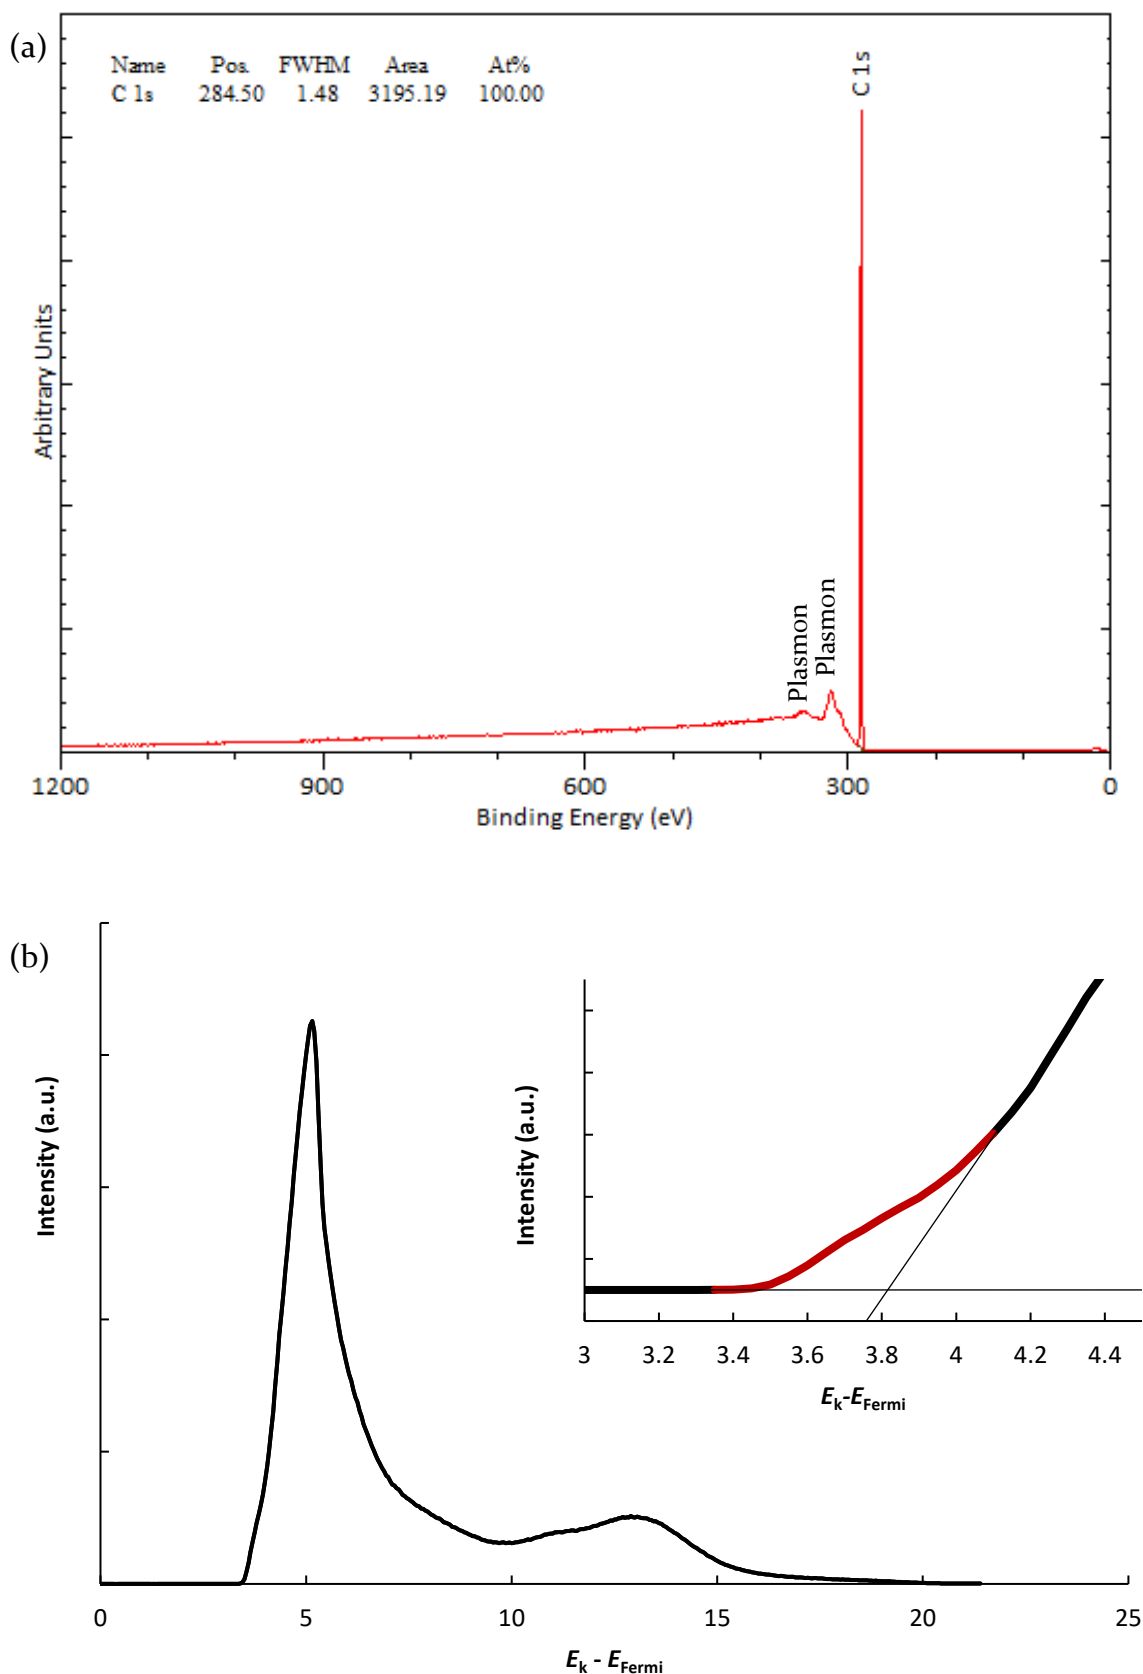 (a)
Name Pos. FWHM Area At%
C 1s 284.50 1.48 3195.19 100.00
C 1s
Plasmon
Plasmon
Arbitrary Units
1200 900 600 300 0
Binding Energy (eV)
(b)
Intensity (a.u.)
Intensity (a.u.)
3 3.2 3.4 3.6 3.8 4 4.2 4.4
Ek-EFermi
0 5 10 15 20 25
Ek - EFermi